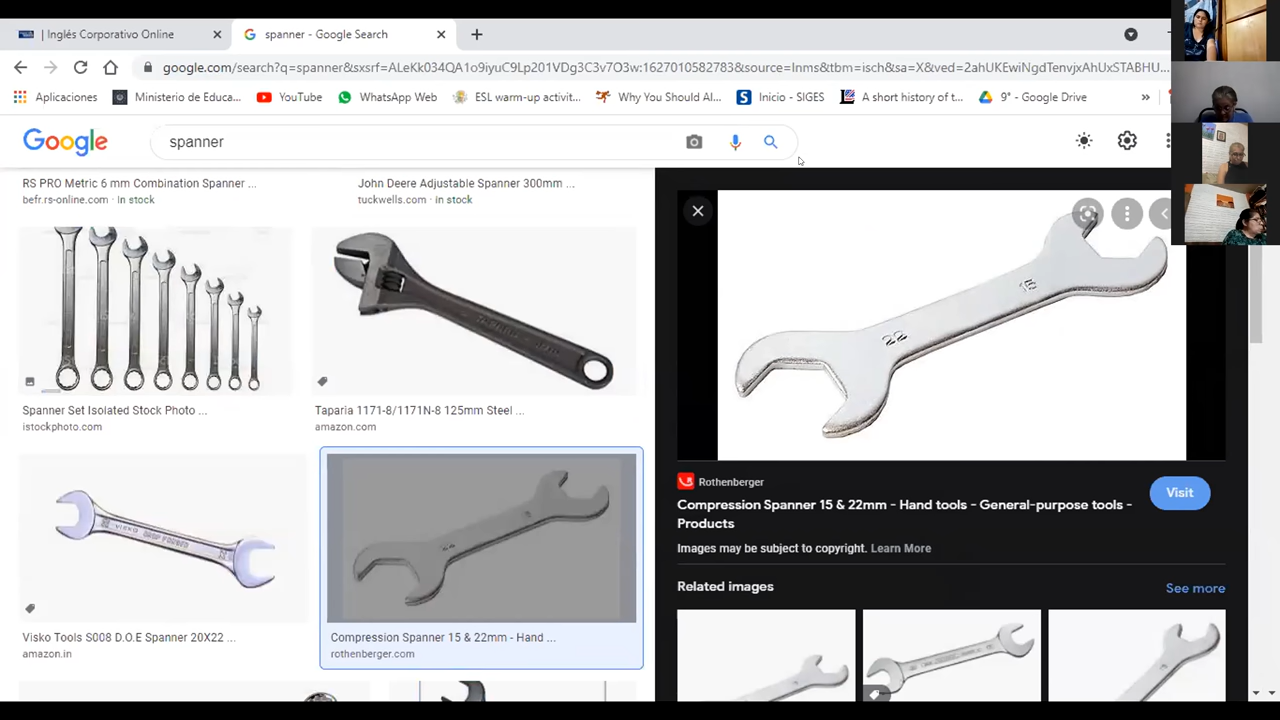 | Inglés Corporativo Online
spanner - Google Search
google.com/search?q=spanner&sxsrf=ALeKk034QA1o9iyuC9Lp201VDg3C3v7O3w:1627010582783&source=lnms&tbm=isch&sa=X&ved=2ahUKEwiNgdTenvjxAhUxSTABHU...
Aplicaciones
Ministerio de Educa...
YouTube
WhatsApp Web
ESL warm-up activit...
Why You Should Al...
Inicio - SIGES
A short history of t...
9° - Google Drive
»
Google
spanner
RS PRO Metric 6 mm Combination Spanner ...
befr.rs-online.com · In stock
John Deere Adjustable Spanner 300mm ...
tuckwells.com · In stock
Spanner Set Isolated Stock Photo ...
istockphoto.com
Taparia 1171-8/1171N-8 125mm Steel ...
amazon.com
Visko Tools S008 D.O.E Spanner 20X22 ...
amazon.in
Compression Spanner 15 & 22mm - Hand ...
rothenberger.com
22
15
Rothenberger
Compression Spanner 15 & 22mm - Hand tools - General-purpose tools -
Products
Visit
Images may be subject to copyright. Learn More
Related images
See more